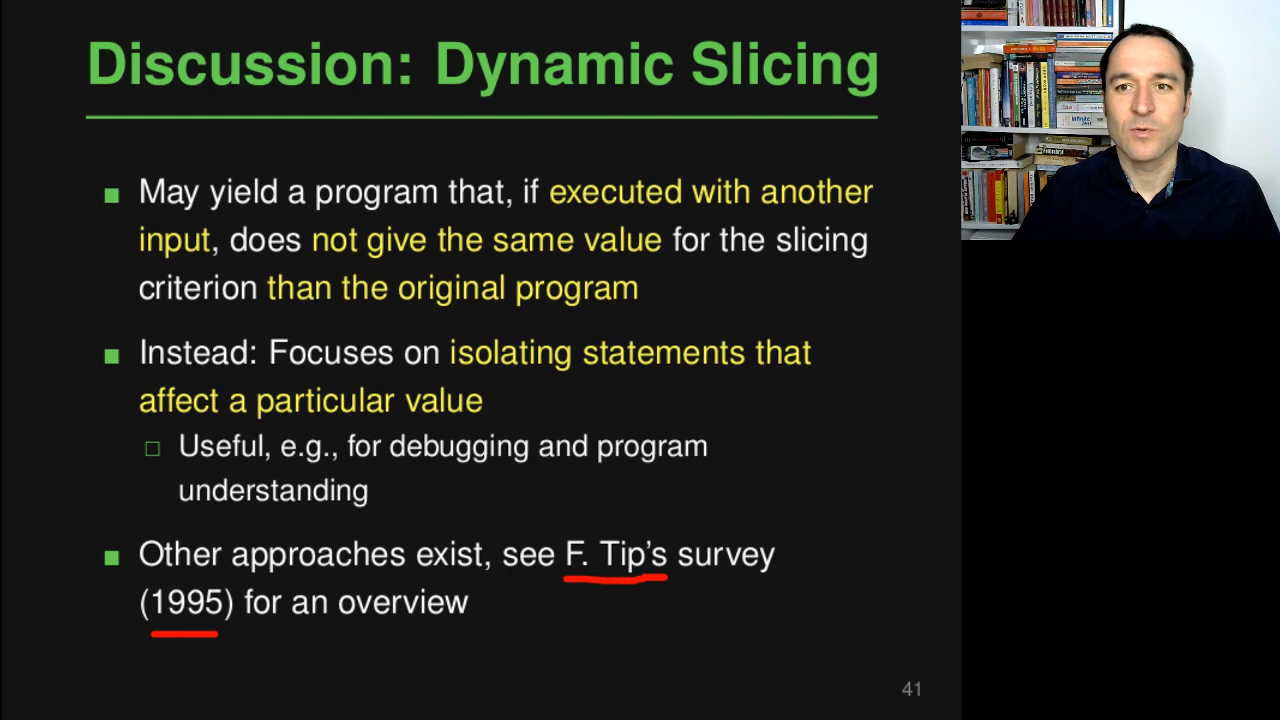 Discussion: Dynamic Slicing
May yield a program that, if executed with another
input, does not give the same value for the slicing
criterion than the original program
Instead: Focuses on isolating statements that
affect a particular value
Useful, e.g., for debugging and program
understanding
Other approaches exist, see F. Tip's survey
(1995) for an overview
41